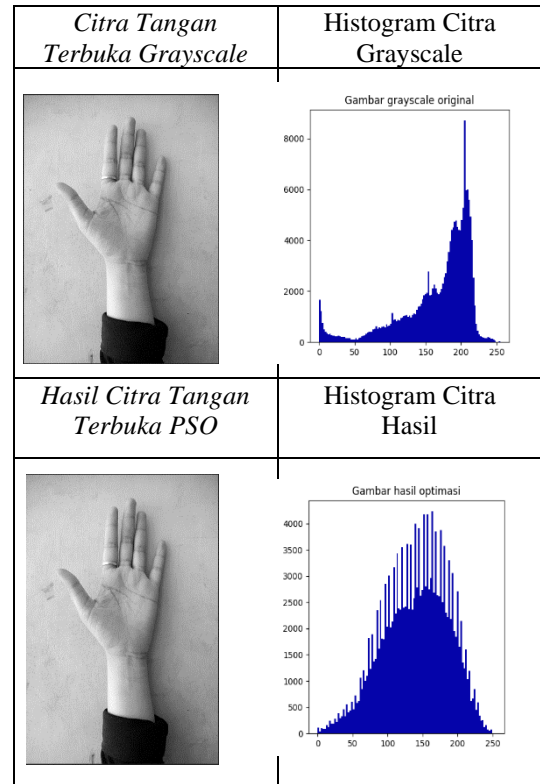 Citra Tangan
Terbuka Grayscale
Histogram Citra
Grayscale
Gambar grayscale original
8000
6000
4000
2000
0
0 50 100 150 200 250
Hasil Citra Tangan
Terbuka PSO
Histogram Citra
Hasil
Gambar hasil optimasi
4000
3500
3000
2500
2000
1500
1000
500
0
0 50 100 150 200 250